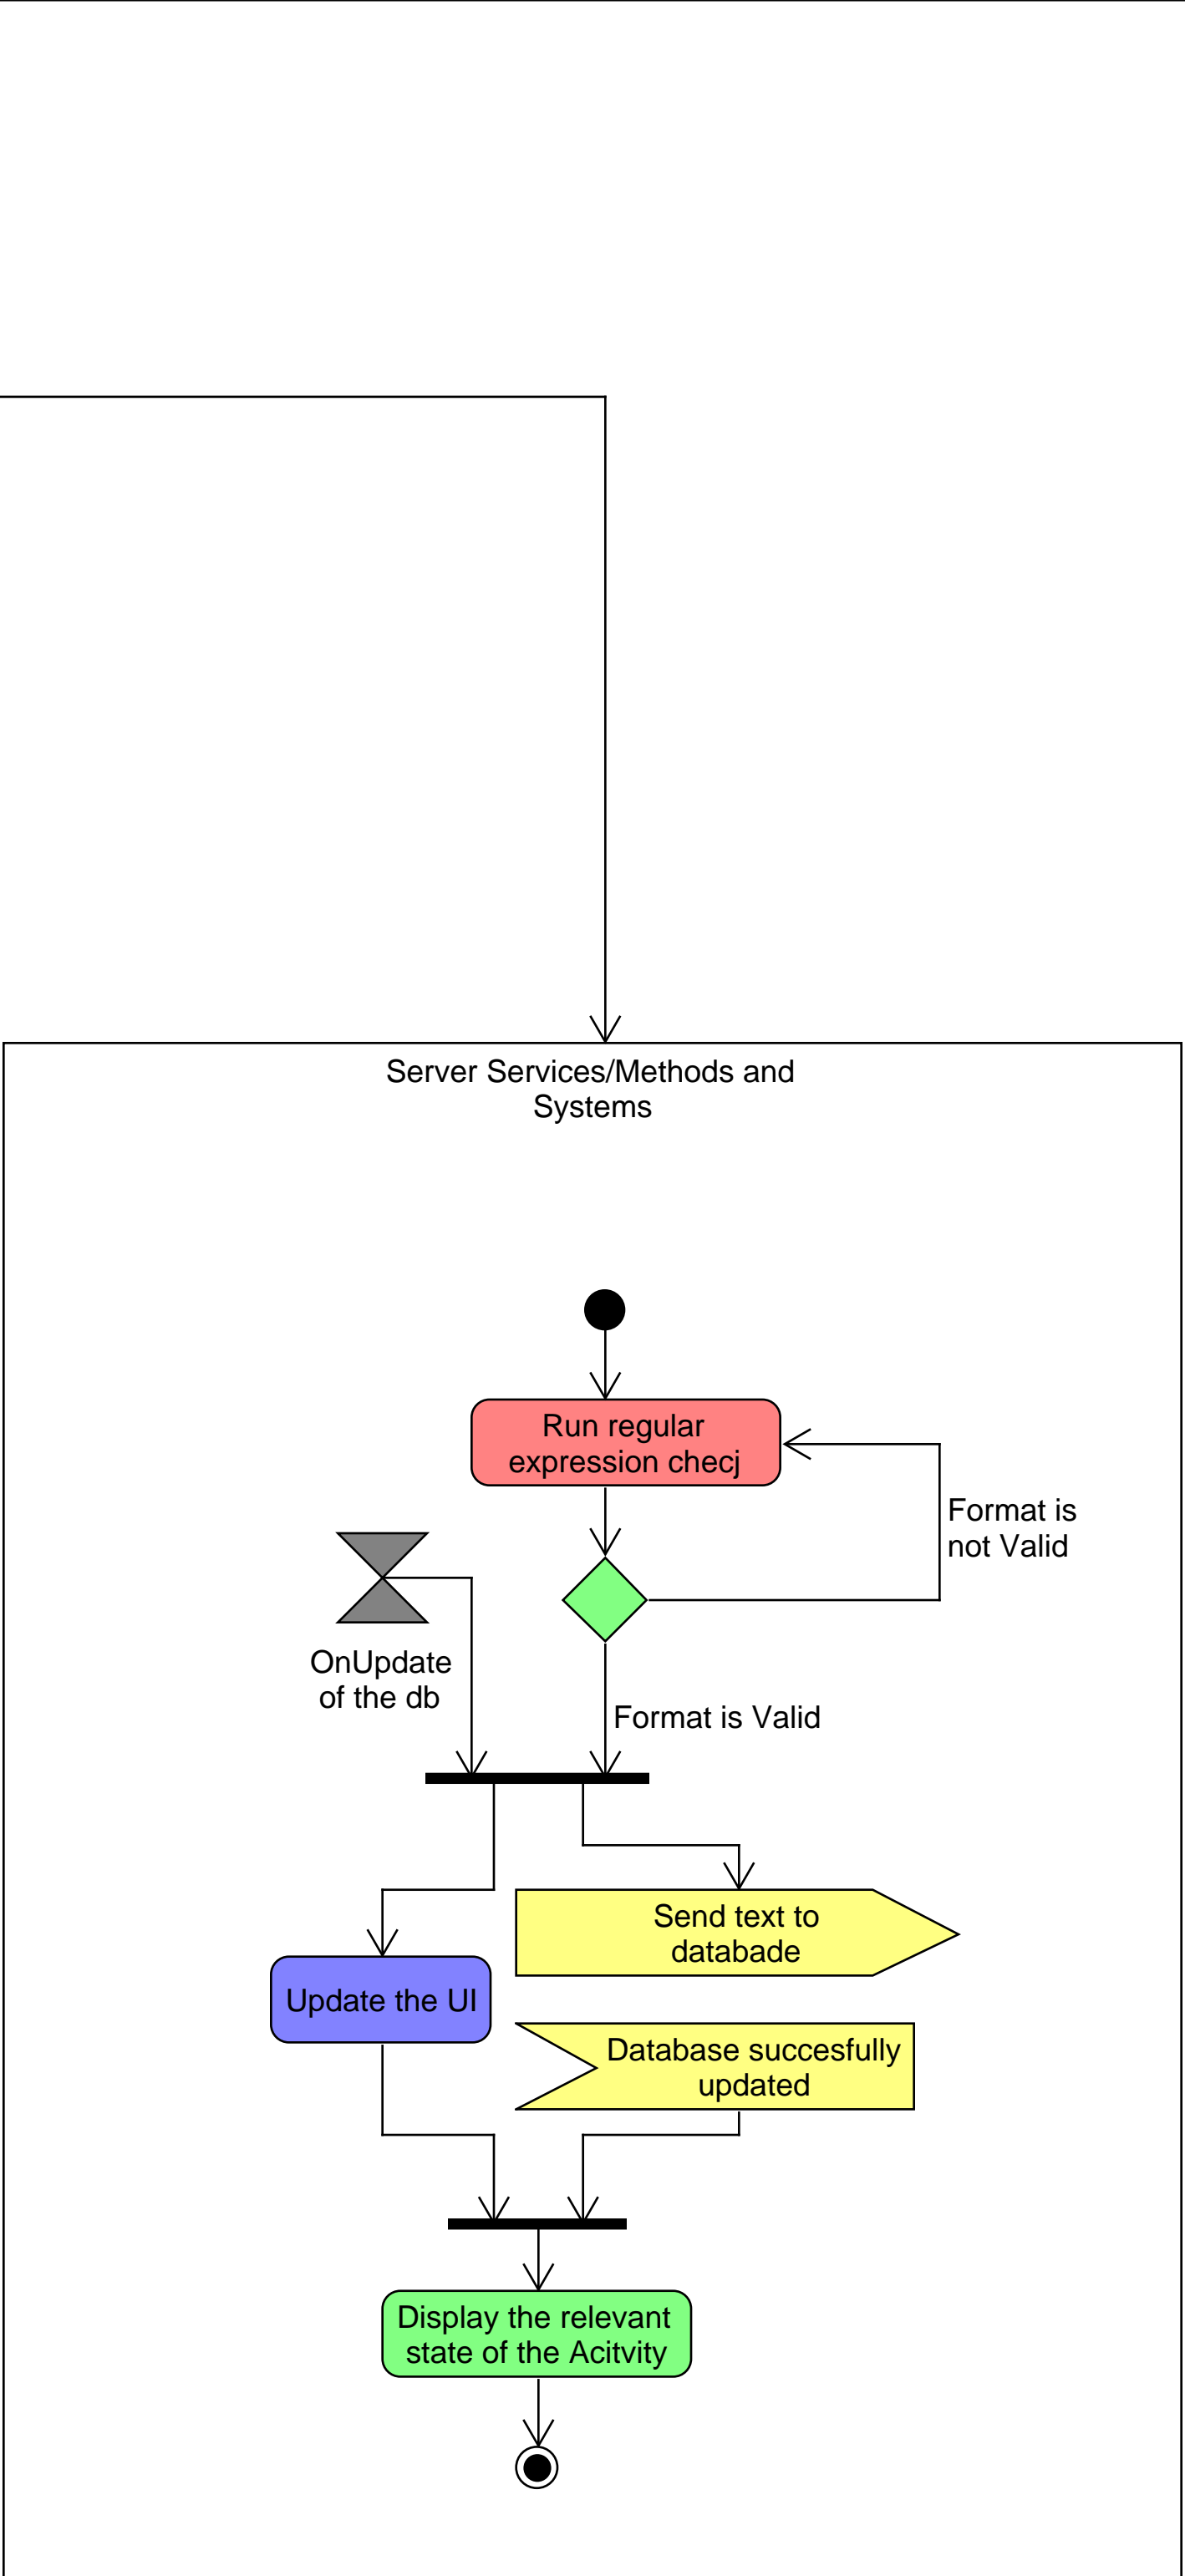 Server Services/Methods and
Systems
Run regular
expression checj
Format is
not Valid
OnUpdate
of the db
Format is Valid
Send text to
databade
Update the UI
Database succesfully
updated
Display the relevant
state of the Acitvity